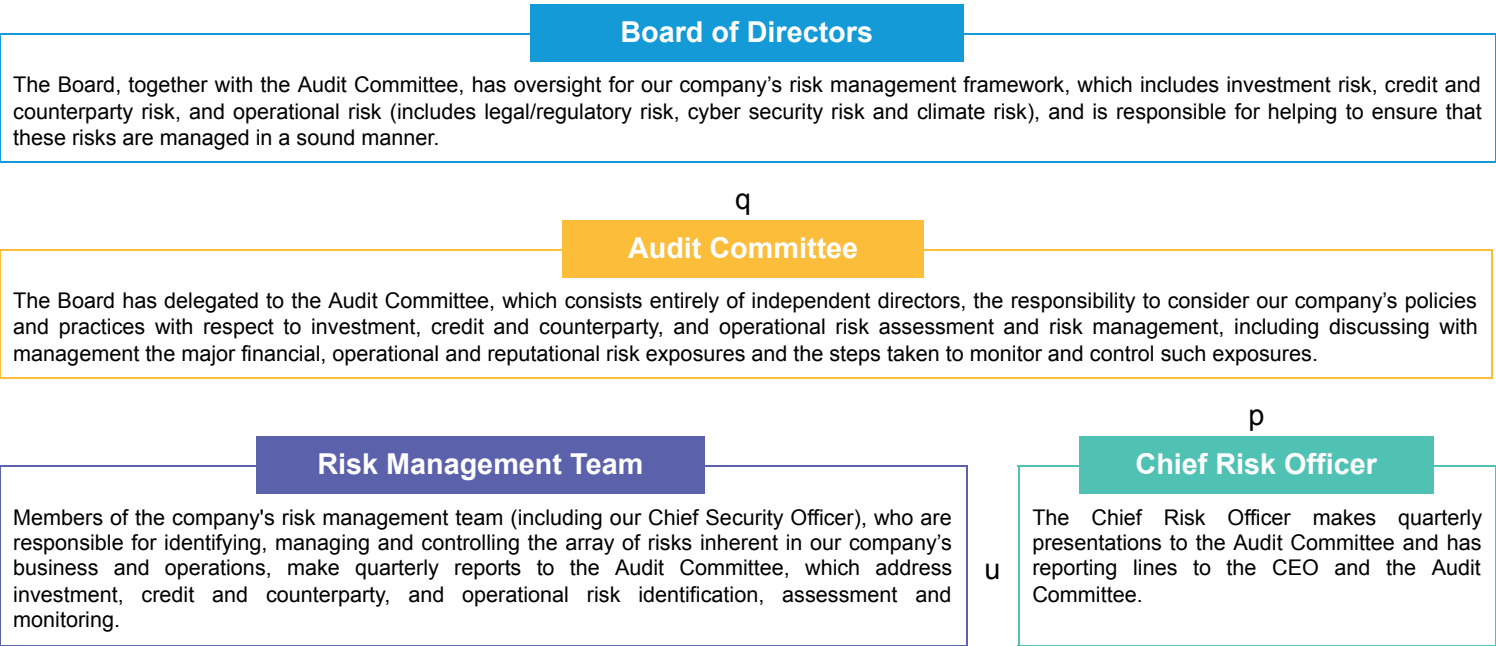 Board of Directors
The Board, together with the Audit Committee, has oversight for our company’s risk management framework, which includes investment risk, credit and
counterparty risk, and operational risk (includes legal/regulatory risk, cyber security risk and climate risk), and is responsible for helping to ensure that
these risks are managed in a sound manner.
q
Audit Committee
The Board has delegated to the Audit Committee, which consists entirely of independent directors, the responsibility to consider our company’s policies
and practices with respect to investment, credit and counterparty, and operational risk assessment and risk management, including discussing with
management the major financial, operational and reputational risk exposures and the steps taken to monitor and control such exposures.
p
Risk Management Team
Members of the company's risk management team (including our Chief Security Officer), who are
responsible for identifying, managing and controlling the array of risks inherent in our company’s
business and operations, make quarterly reports to the Audit Committee, which address
investment, credit and counterparty, and operational risk identification, assessment and
monitoring.
u
Chief Risk Officer
The Chief Risk Officer makes quarterly
presentations to the Audit Committee and has
reporting lines to the CEO and the Audit
Committee.